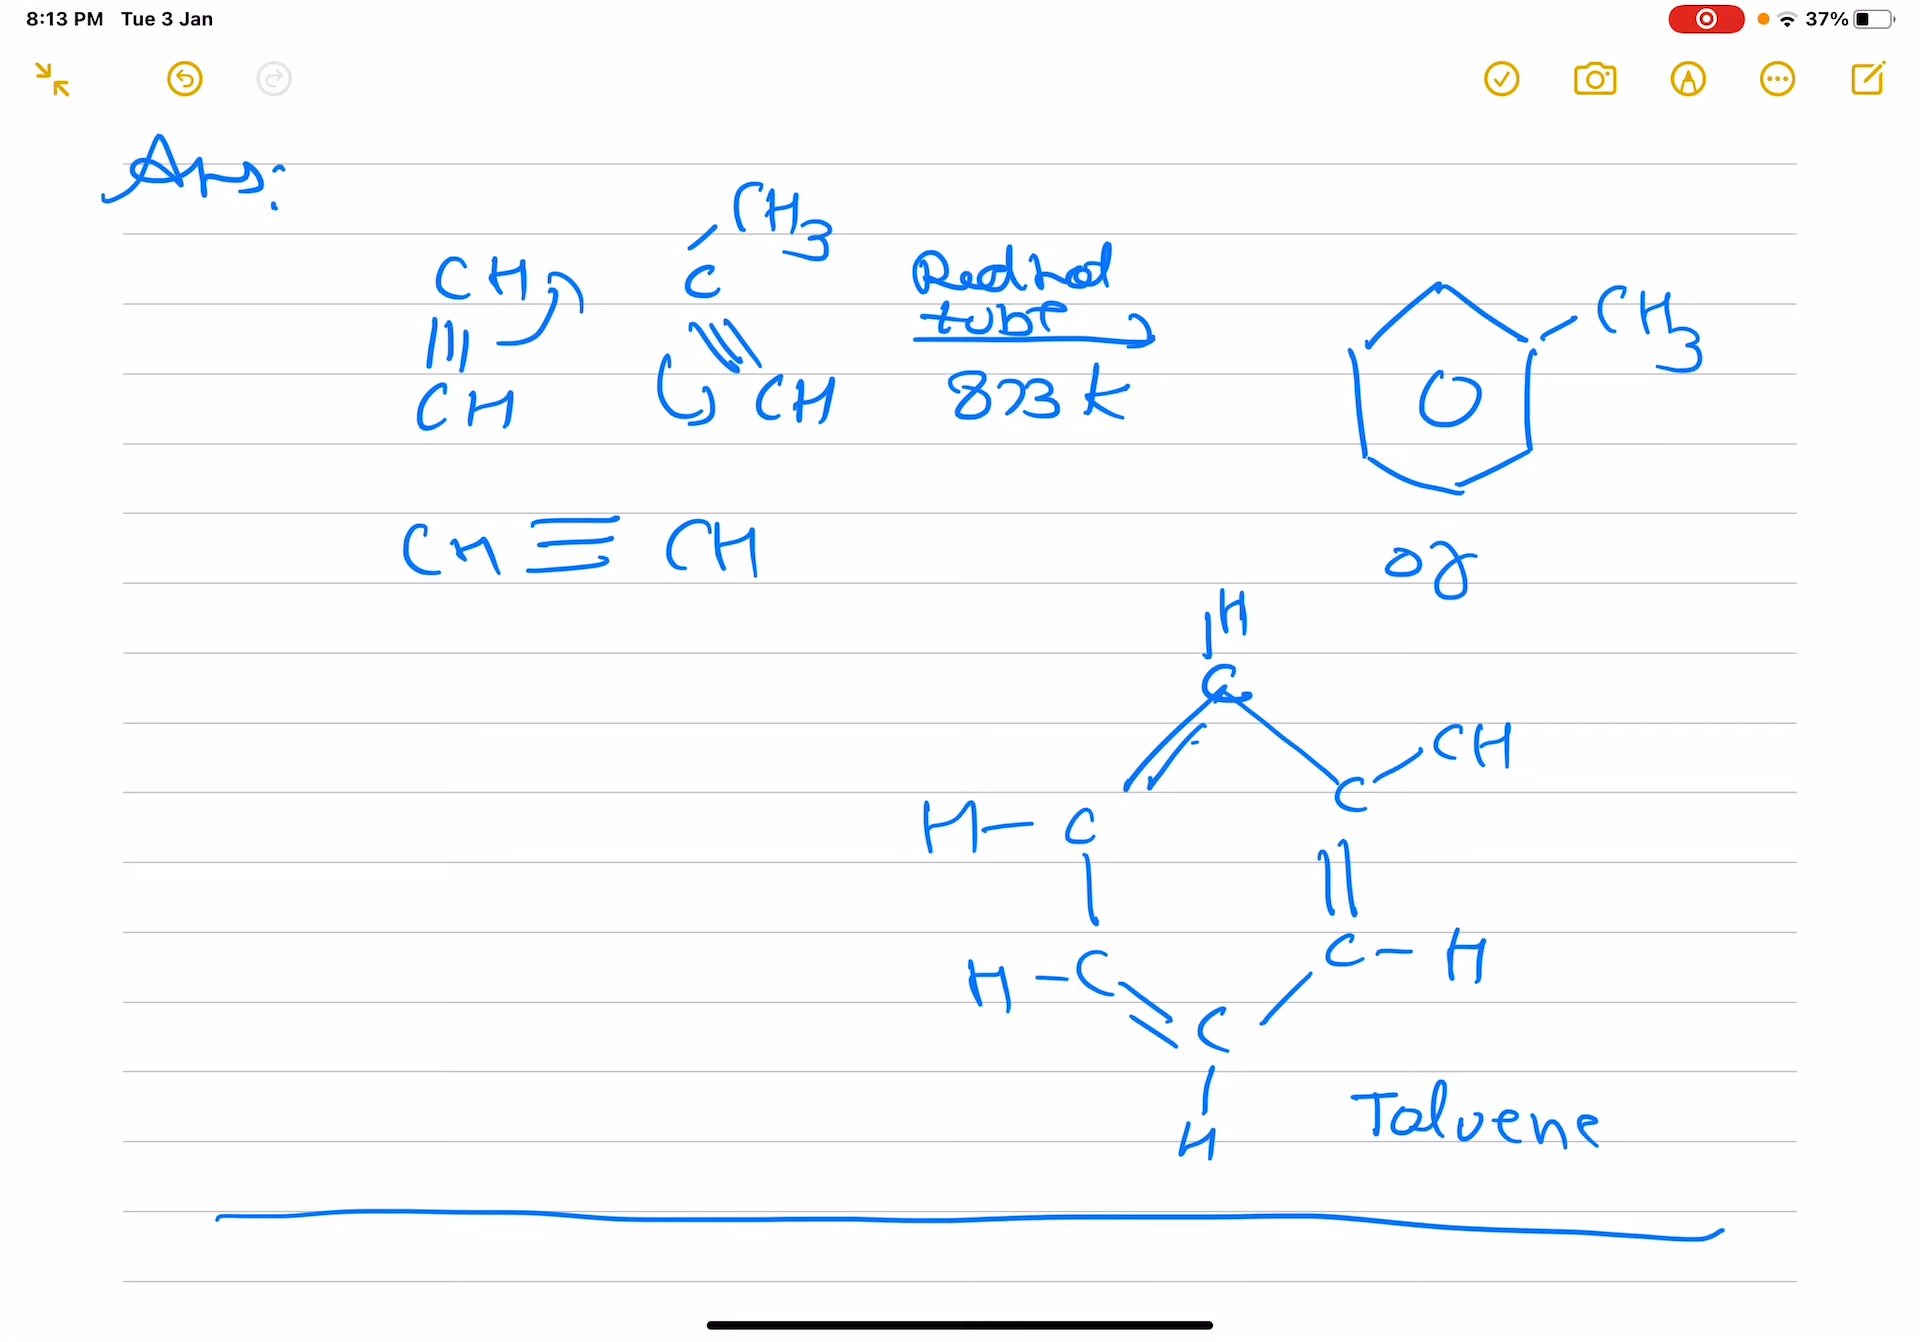 8:13 PM Tue 3 Jan 37%
Ans:
CH3
CH C Red hot
||| tube
CH CH 873 K
CH3
CH ≡ CH
or
H
C
CH
C
H- C
C- H
H -C
C
H
Toluene